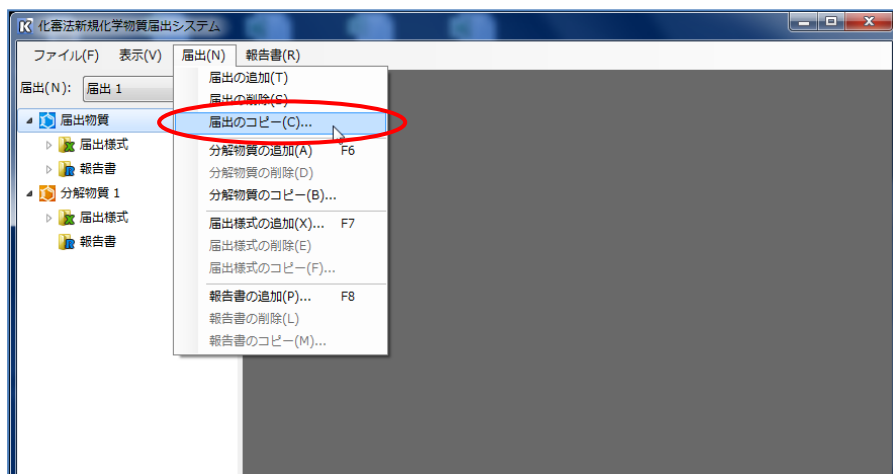 化審法新規化学物質届出システム
ファイル(F) 表示(V) 届出(N) 報告書(R)
届出(N): 届出 1
届出の追加(T)
届出の削除(S)
届出のコピー(C)...
分解物質の追加(A) F6
分解物質の削除(D)
分解物質のコピー(B)...
届出様式の追加(X)... F7
届出様式の削除(E)
届出様式のコピー(F)...
報告書の追加(P)... F8
報告書の削除(L)
報告書のコピー(M)...
届出物質
届出様式
報告書
分解物質 1
届出様式
報告書